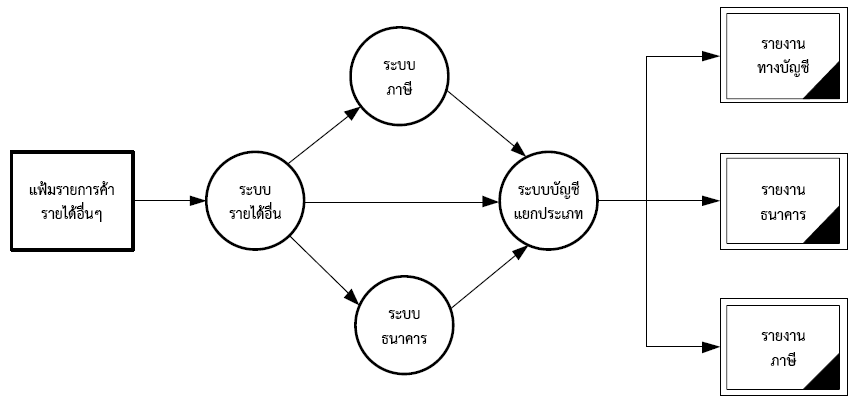 แฟ้มรายการค้า
รายได้อื่นๆ
ระบบ
รายได้อื่น
ระบบ
ภาษี
ระบบ
ธนาคาร
ระบบบัญชี
แยกประเภท
รายงาน
ทางบัญชี
รายงาน
ธนาคาร
รายงาน
ภาษี